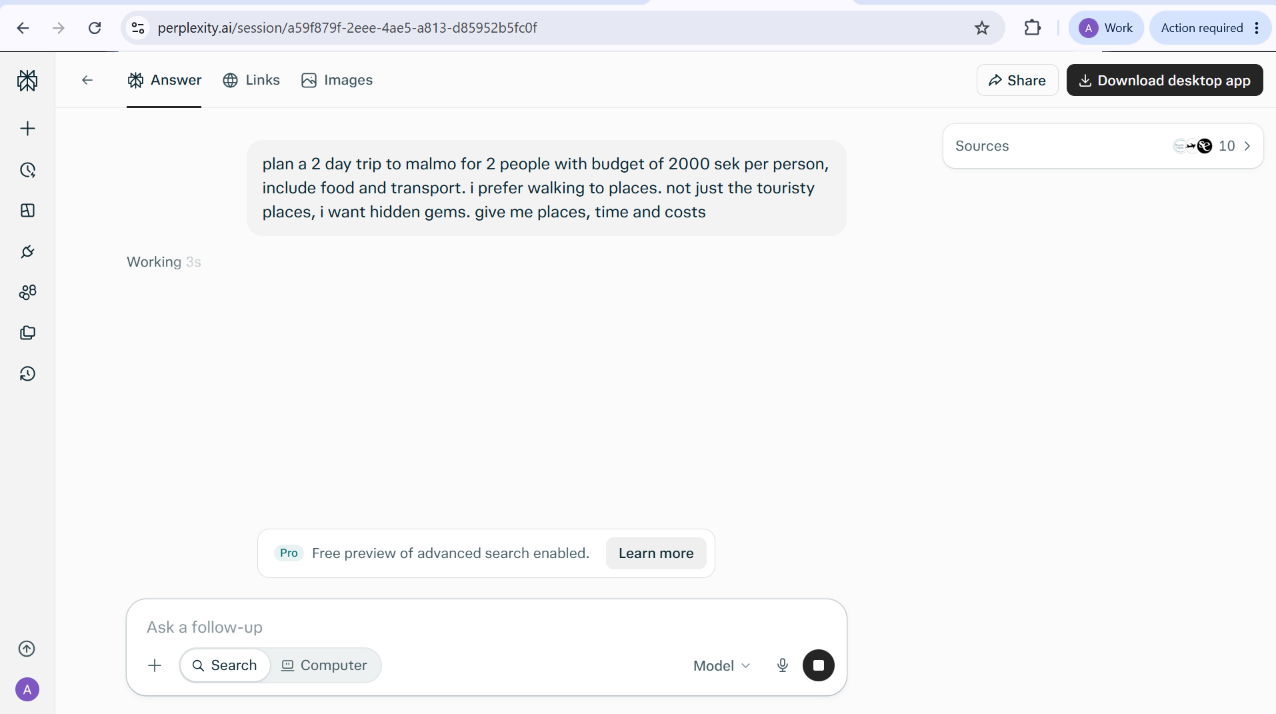 perplexity.ai/session/a59f879f-2eee-4ae5-a813-d85952b5fc0f
A Work
Action required
Answer
Links
Images
Share
Download desktop app
Sources
10
plan a 2 day trip to malmo for 2 people with budget of 2000 sek per person,
include food and transport. i prefer walking to places. not just the touristy
places, i want hidden gems. give me places, time and costs
Working 3s
Pro Free preview of advanced search enabled.
Learn more
Ask a follow-up
Search
Computer
Model
A